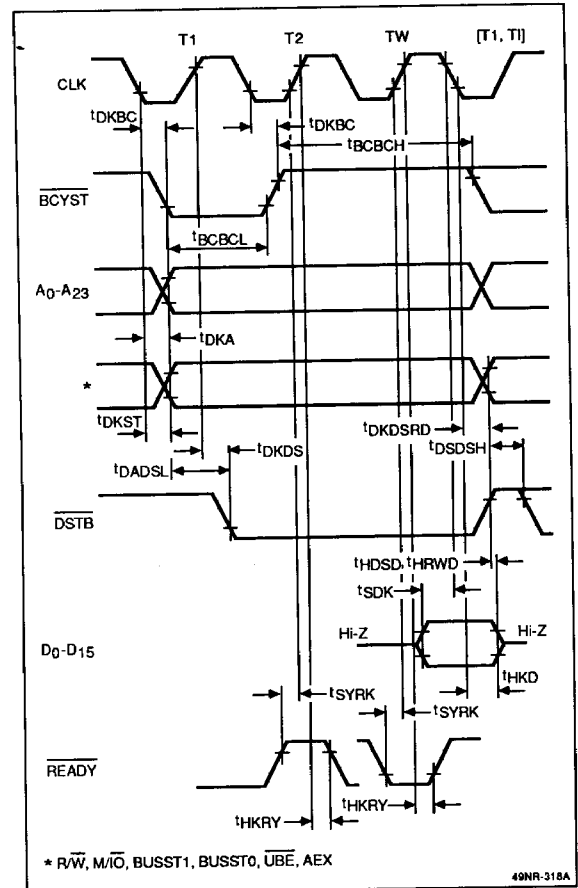 T1 T2 TW [T1, TI]
CLK
tDKBC tDKBC
tBCBCH
BCYST
tBCBCL
A0-A23
tDKA
*
tDKST tDKDSRD
tDKDS tDSDSH
tDADSL
DSTB
tHDSD, tHRWD
tSDK
Hi-Z Hi-Z
D0-D15
tHKD
tSYRK tSYRK
READY
tHKRY tHKRY
* R/W, M/IO, BUSST1, BUSST0, UBE, AEX
49NR-318A